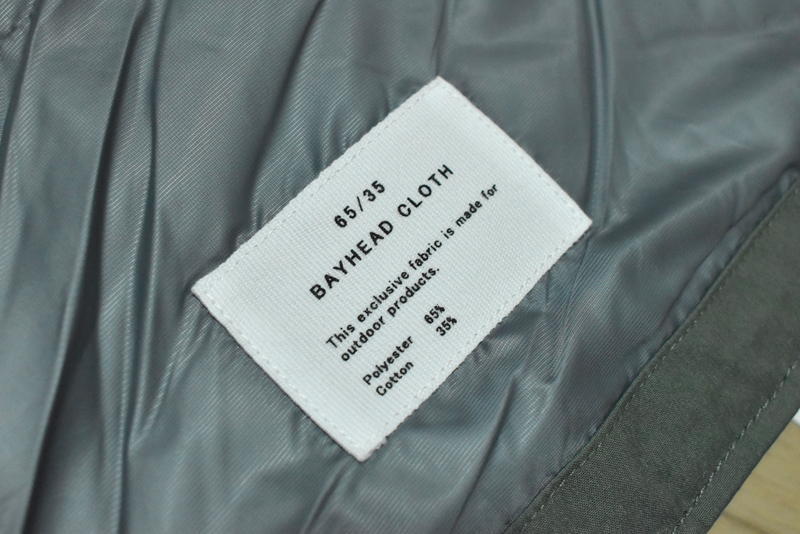 65/35
BAYHEAD CLOTH
This exclusive fabric is made for
outdoor products.
Polyester 65%
Cotton 35%